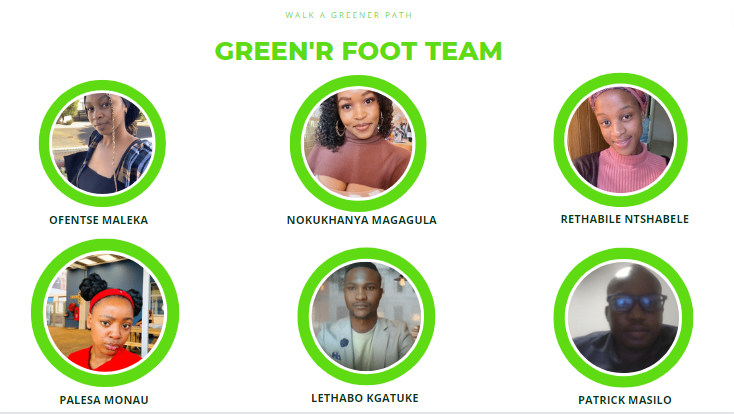 WALK A GREENER PATH
GREEN'R FOOT TEAM
OFENTSE MALEKA
NOKUKHANYA MAGAGULA
RETHABILE NTSHABELE
PALESA MONAU
LETHABO KGATUKE
PATRICK MASILO